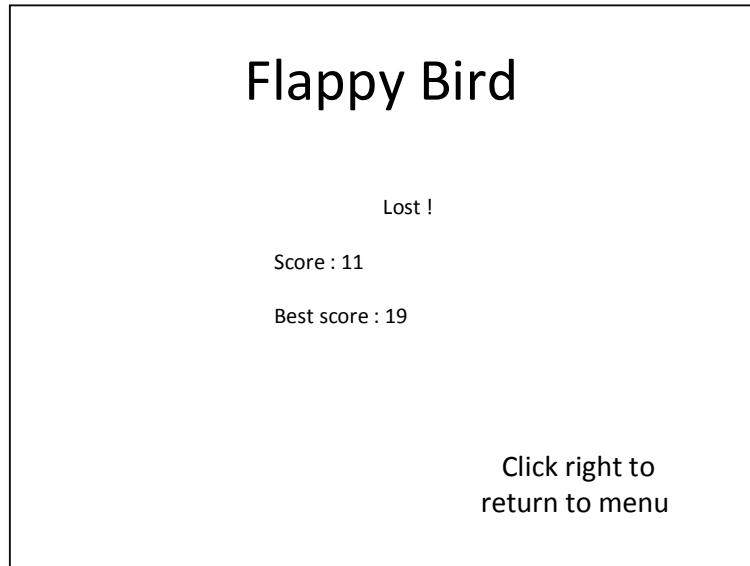 Flappy Bird
Lost !
Score : 11
Best score : 19
Click right to
return to menu